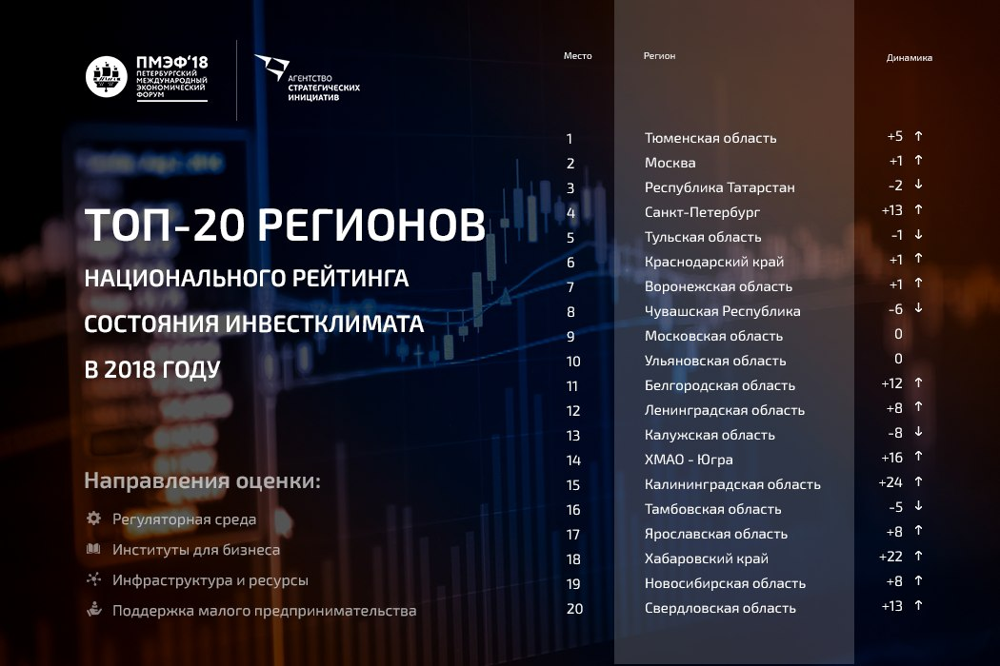 ПМЭФ‘18
ПЕТЕРБУРГСКИЙ
МЕЖДУНАРОДНЫЙ
ЭКОНОМИЧЕСКИЙ
ФОРУМ
АГЕНТСТВО
СТРАТЕГИЧЕСКИХ
ИНИЦИАТИВ
ТОП-20 РЕГИОНОВ
НАЦИОНАЛЬНОГО РЕЙТИНГА
СОСТОЯНИЯ ИНВЕСТКЛИМАТА
В 2018 ГОДУ
Направления оценки:
Регуляторная среда
Институты для бизнеса
Инфраструктура и ресурсы
Поддержка малого предпринимательства
Место Регион Динамика
1 Тюменская область +5 ↑
2 Москва +1 ↑
3 Республика Татарстан -2 ↓
4 Санкт-Петербург +13 ↑
5 Тульская область -1 ↓
6 Краснодарский край +1 ↑
7 Воронежская область +1 ↑
8 Чувашская Республика -6 ↓
9 Московская область 0
10 Ульяновская область 0
11 Белгородская область +12 ↑
12 Ленинградская область +8 ↑
13 Калужская область -8 ↓
14 ХМАО - Югра +16 ↑
15 Калининградская область +24 ↑
16 Тамбовская область -5 ↓
17 Ярославская область +8 ↑
18 Хабаровский край +22 ↑
19 Новосибирская область +8 ↑
20 Свердловская область +13 ↑